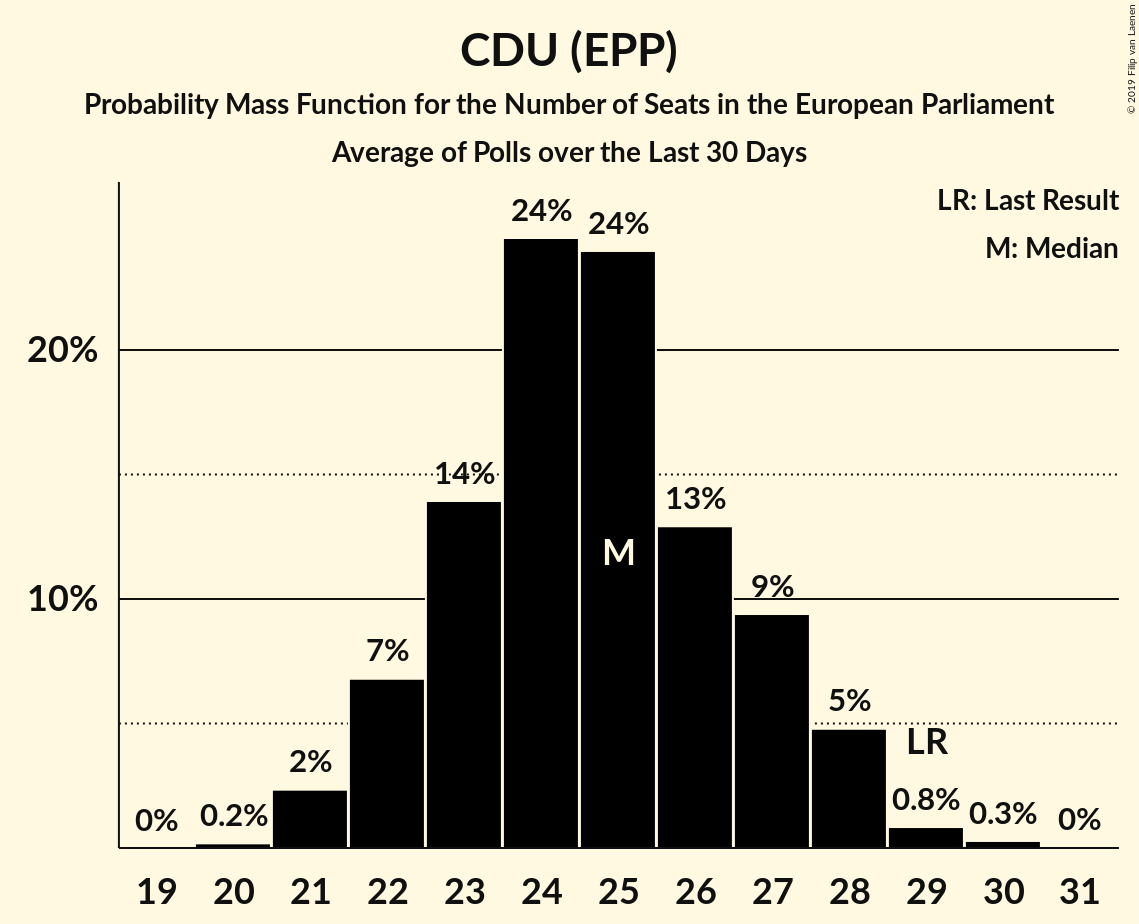 CDU (EPP)
Probability Mass Function for the Number of Seats in the European Parliament
Average of Polls over the Last 30 Days
© 2019 Filip van Laenen
LR: Last Result
M: Median
24%
24%
20%
14%
13%
M
10%
9%
7%
5%
LR
2%
0%
0.2%
0.8%
0.3%
0%
19 20 21 22 23 24 25 26 27 28 29 30 31